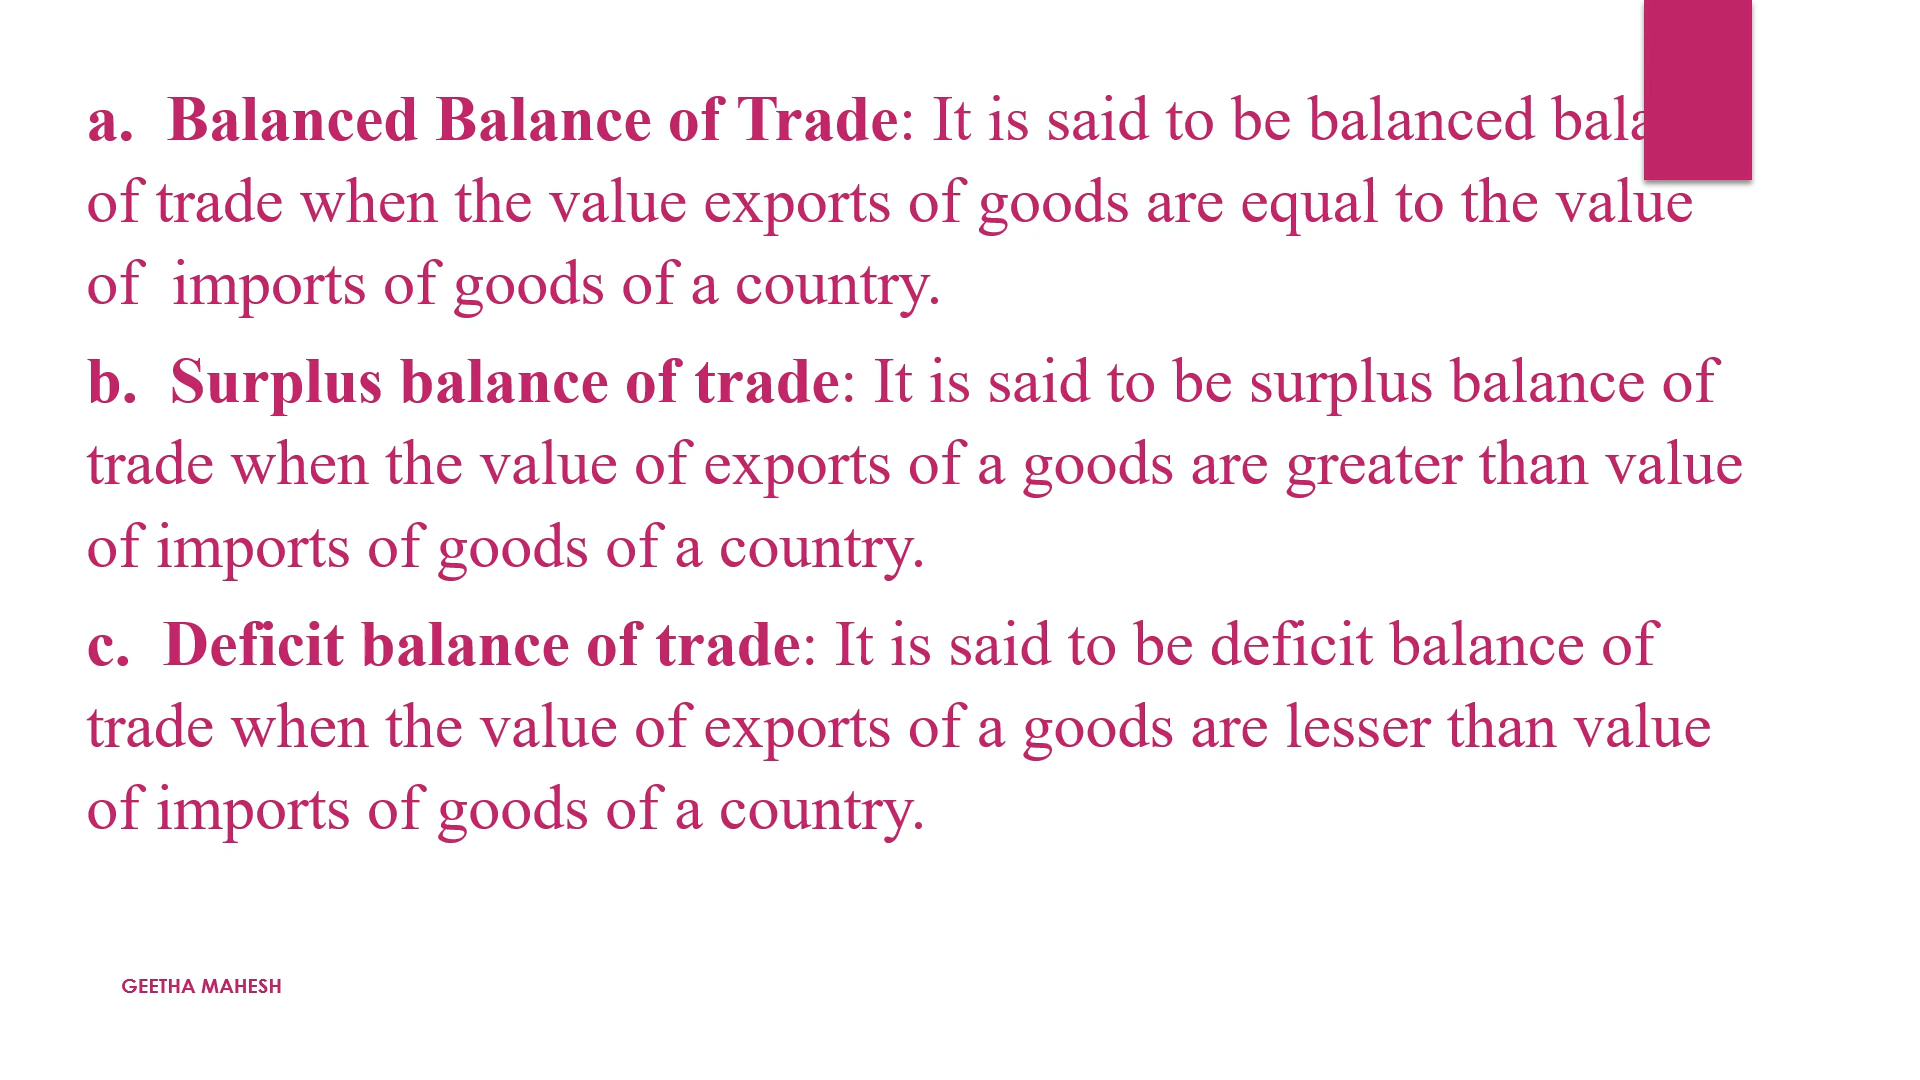 a.  Balanced Balance of Trade: It is said to be balanced
of trade when the value exports of goods are equal to the value
of  imports of goods of a country.
b.  Surplus balance of trade: It is said to be surplus balance of
trade when the value of exports of a goods are greater than value
of imports of goods of a country.
c.  Deficit balance of trade: It is said to be deficit balance of
trade when the value of exports of a goods are lesser than value
of imports of goods of a country.
GEETHA MAHESH